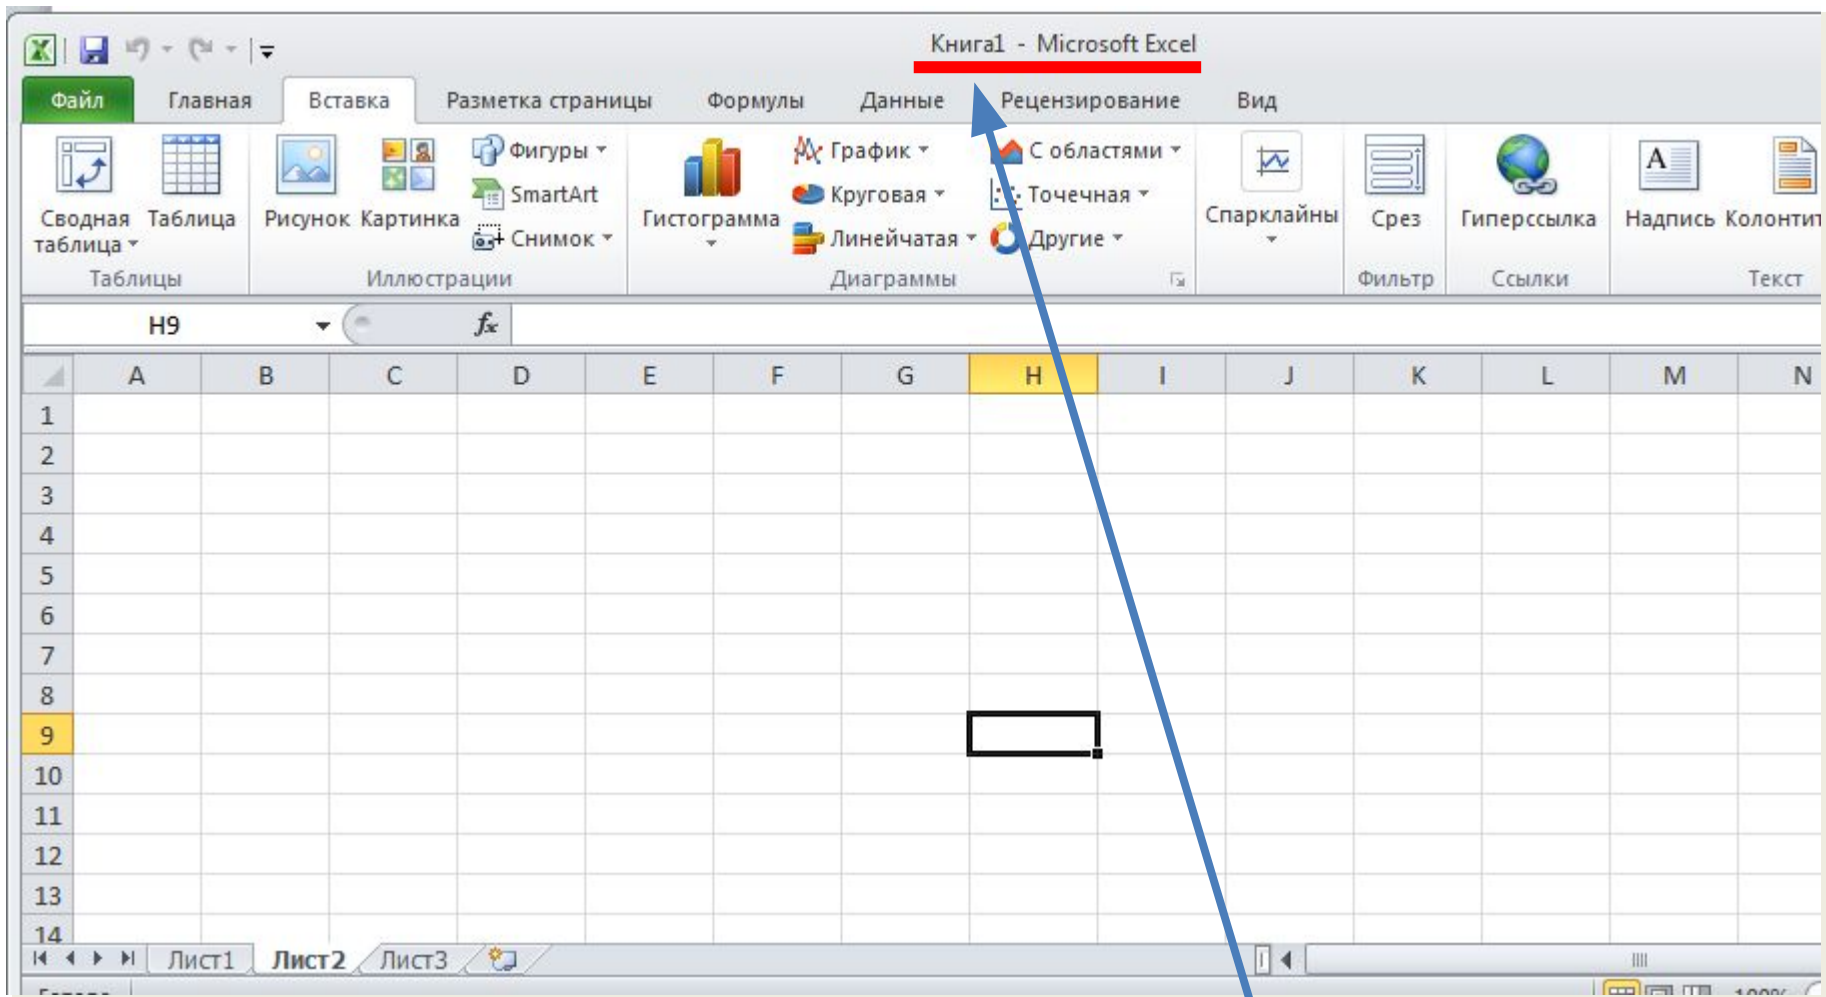 Книга1 - Microsoft Excel
Файл Главная Вставка Разметка страницы Формулы Данные Рецензирование Вид
Фигуры График С областями
SmartArt Круговая Точечная
Сводная Таблица Рисунок Картинка Гистограмма Спарклайны Срез Гиперссылка Надпись Колонтит
таблица Снимок Линейчатая Другие
Таблицы Иллюстрации Диаграммы Фильтр Ссылки Текст
H9 fx
A B C D E F G H I J K L M N
1
2
3
4
5
6
7
8
9
10
11
12
13
14
Лист1 Лист2 Лист3
100%